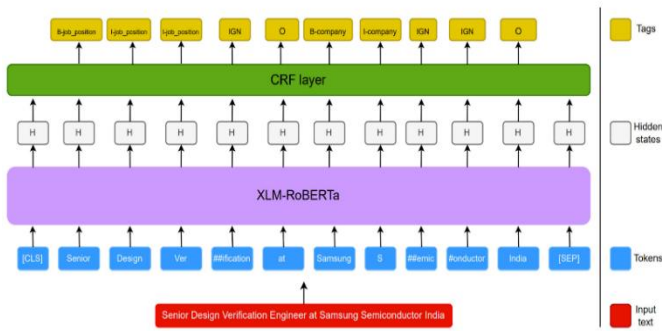 B-job_position I-job_position I-job_position IGN O B-company I-company IGN IGN O Tags
CRF layer
H H H H H H H H H H H H Hidden
states
XLM-RoBERTa
[CLS] Senior Design Ver ##ification at Samsung S ##emic #onductor India [SEP] Tokens
Senior Design Verification Engineer at Samsung Semiconductor India Input
text